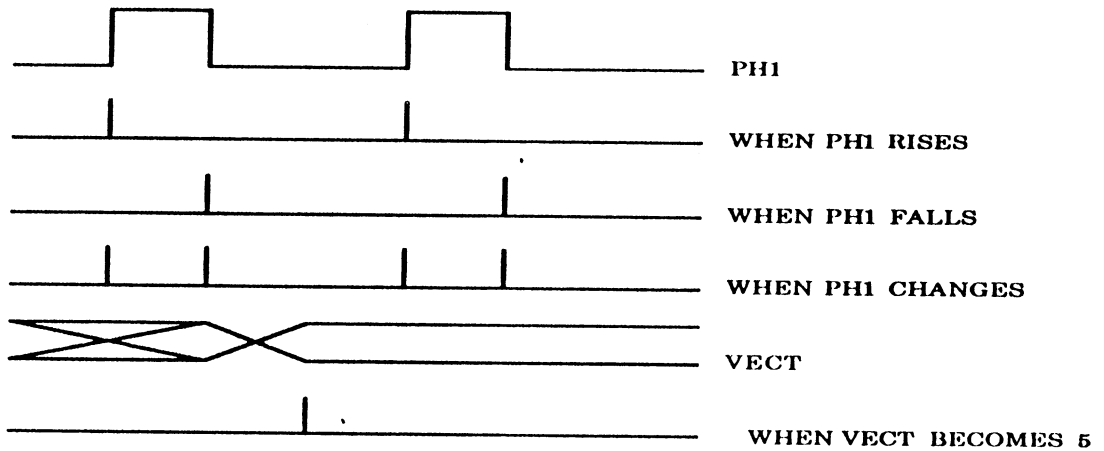 PH1
WHEN PH1 RISES
WHEN PH1 FALLS
WHEN PH1 CHANGES
VECT
WHEN VECT BECOMES 5